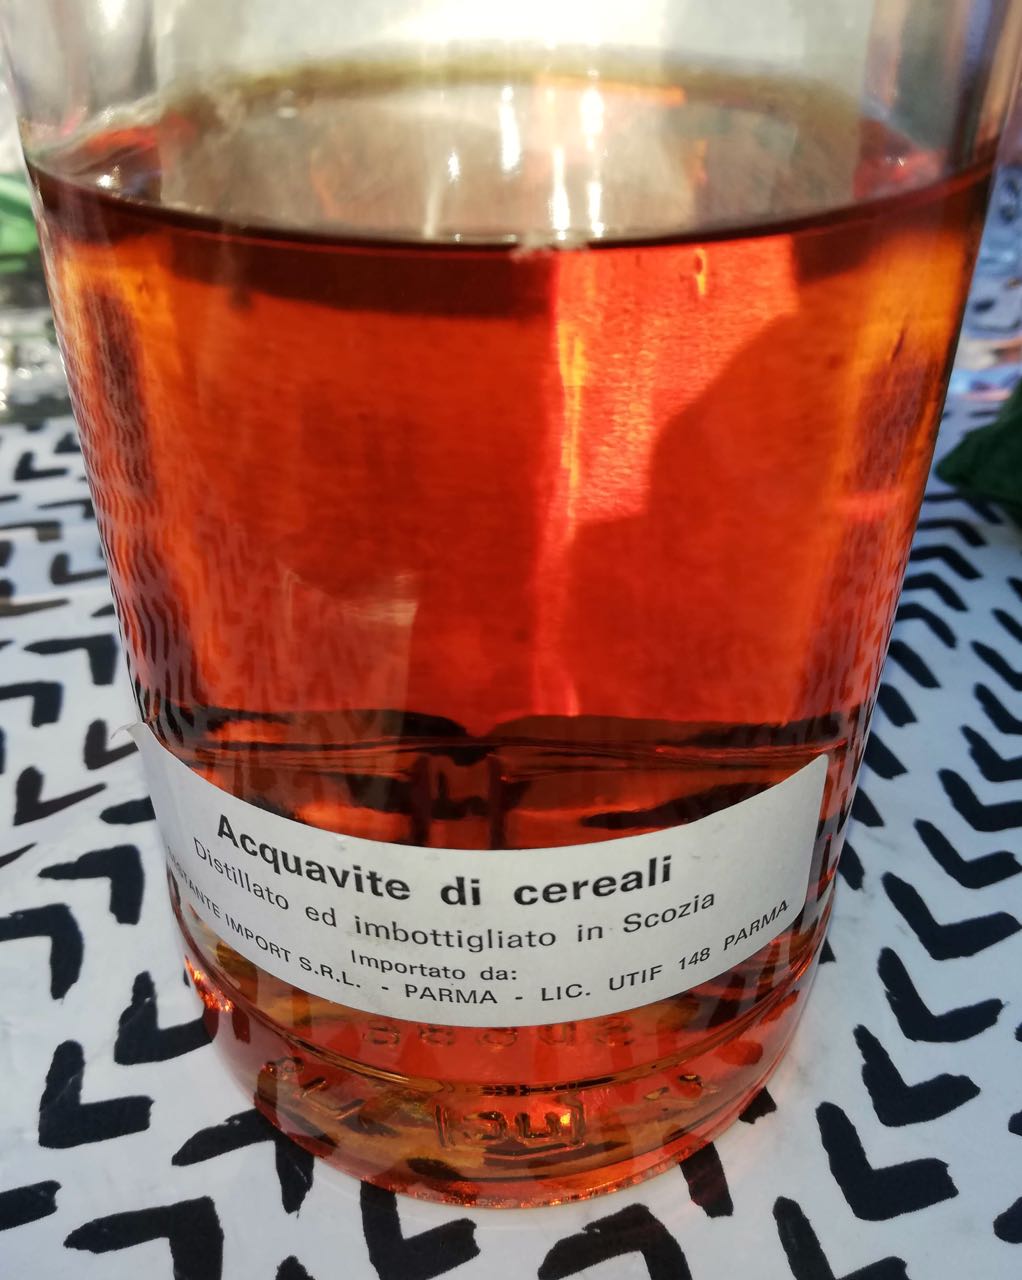 Acquavite di cereali
Distillato ed imbottigliato in Scozia
Importato da:
IMPORT S.R.L. - PARMA - LIC. UTIF 148 PARMA